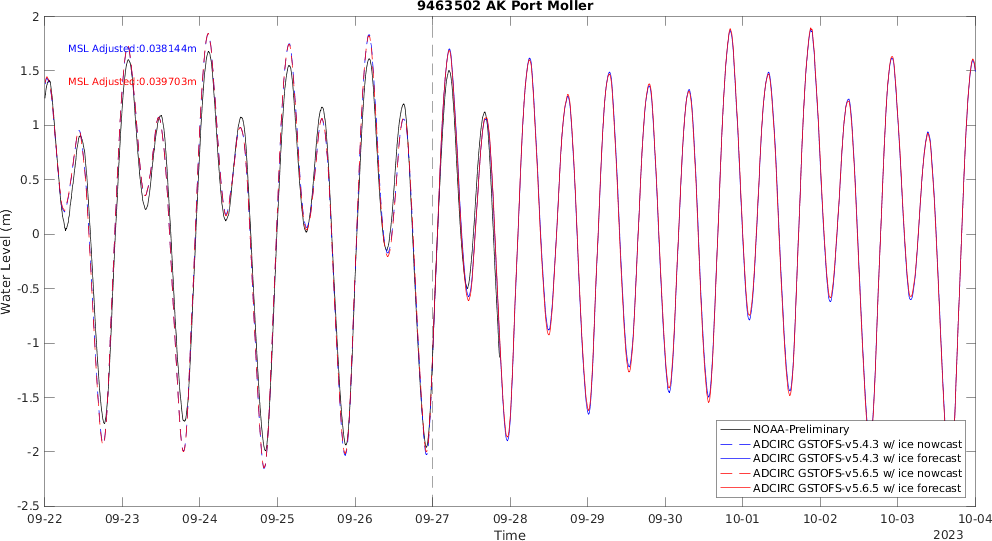 9463502 AK Port Moller
MSL Adjusted:0.038144m
MSL Adjusted:0.039703m
Water Level (m)
2
1.5
1
0.5
0
-0.5
-1
-1.5
-2
-2.5
NOAA-Preliminary
ADCIRC GSTOFS-v5.4.3 w/ ice nowcast
ADCIRC GSTOFS-v5.4.3 w/ ice forecast
ADCIRC GSTOFS-v5.6.5 w/ ice nowcast
ADCIRC GSTOFS-v5.6.5 w/ ice forecast
09-22 09-23 09-24 09-25 09-26 09-27 09-28 09-29 09-30 10-01 10-02 10-03 10-04
Time
2023